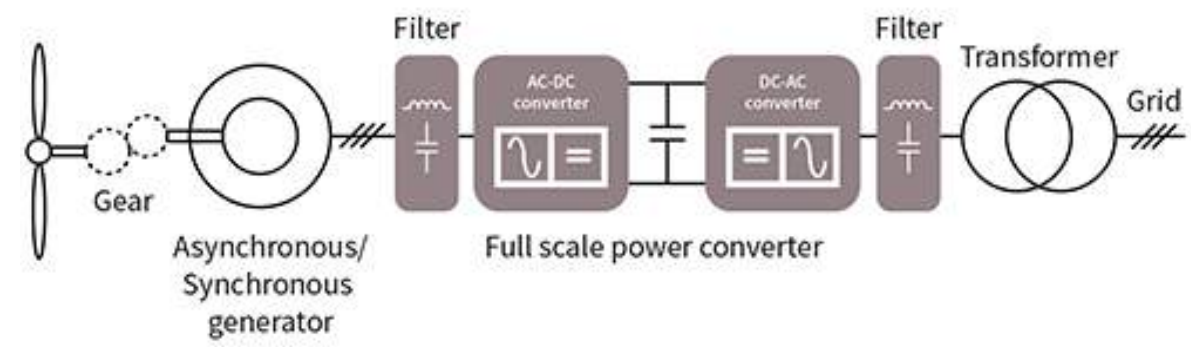 Filter
Filter
Transformer
Grid
AC-DC
converter
DC-AC
converter
Gear
Asynchronous/
Synchronous
generator
Full scale power converter